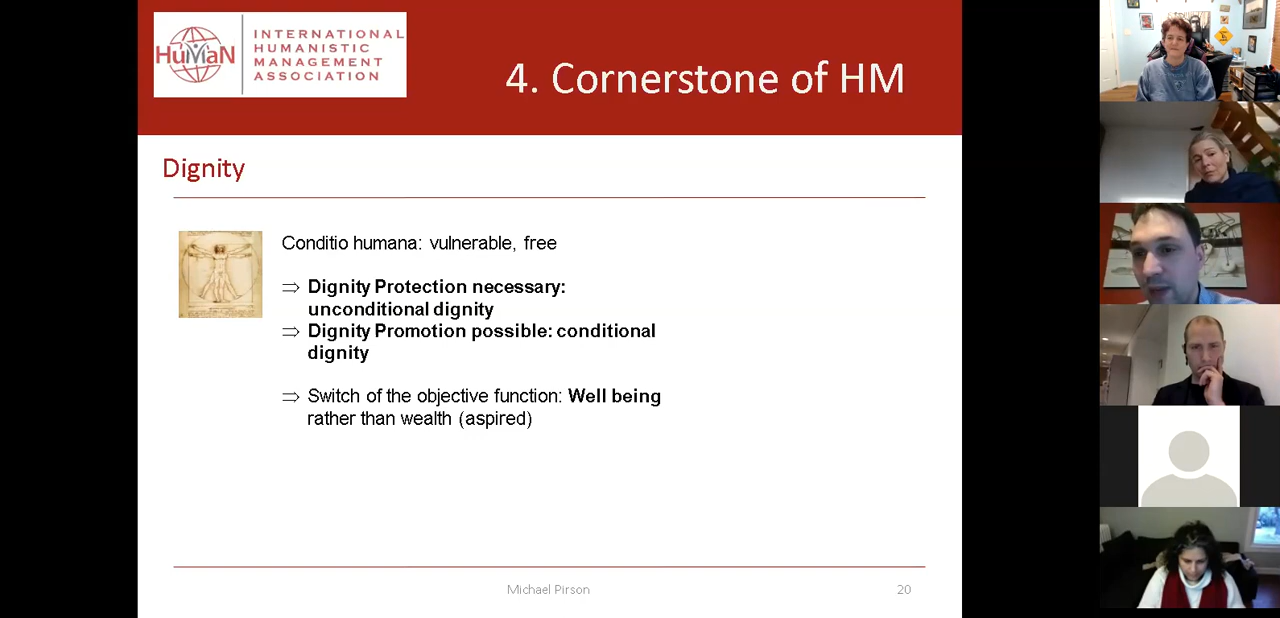 HuMaN
INTERNATIONAL
HUMANISTIC
MANAGEMENT
ASSOCIATION
4. Cornerstone of HM
Dignity
Conditio humana: vulnerable, free
⇒ Dignity Protection necessary:
unconditional dignity
⇒ Dignity Promotion possible: conditional
dignity
⇒ Switch of the objective function: Well being
rather than wealth (aspired)
Michael Pirson
20